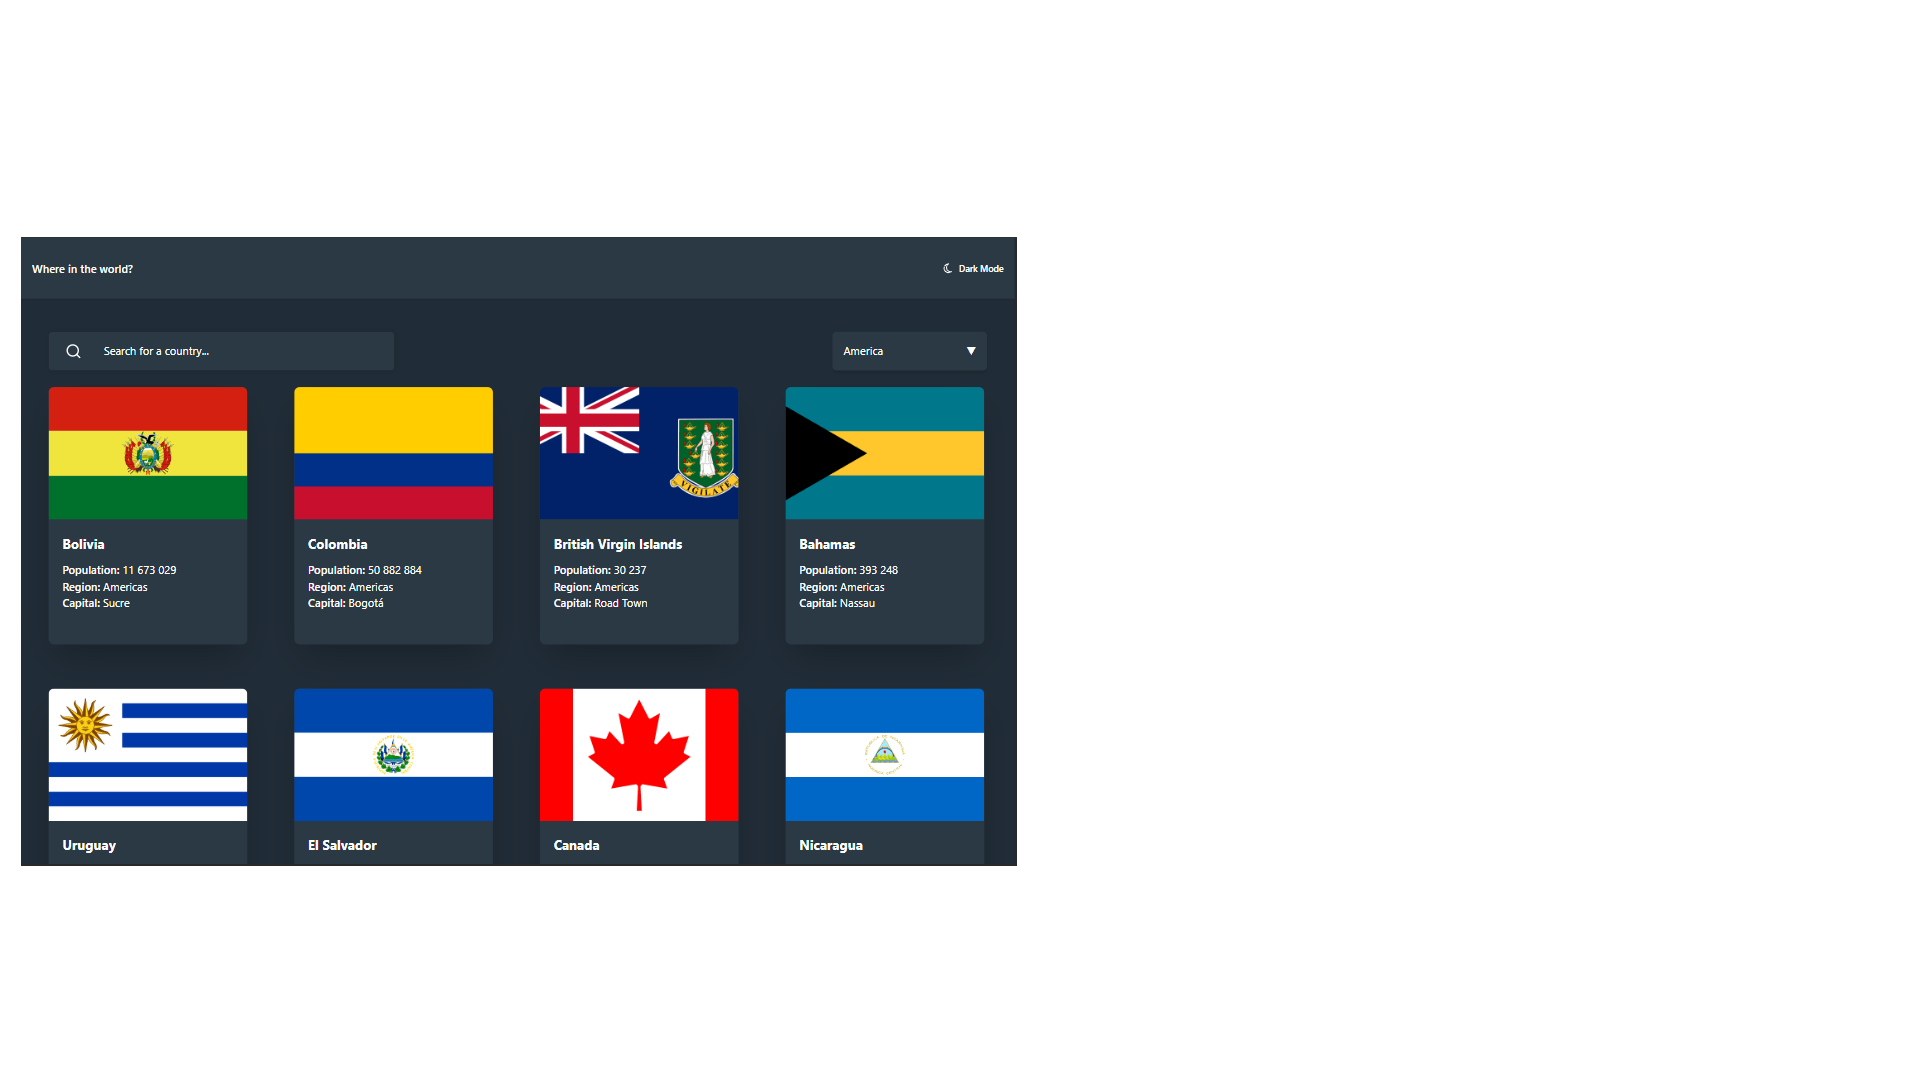 Where in the world?
Dark Mode
Search for a country...
America
VIGILATE
Bolivia
Population: 11 673 029
Region: Americas
Capital: Sucre
Colombia
Population: 50 882 884
Region: Americas
Capital: Bogotá
British Virgin Islands
Population: 30 237
Region: Americas
Capital: Road Town
Bahamas
Population: 393 248
Region: Americas
Capital: Nassau
Uruguay
El Salvador
Canada
Nicaragua